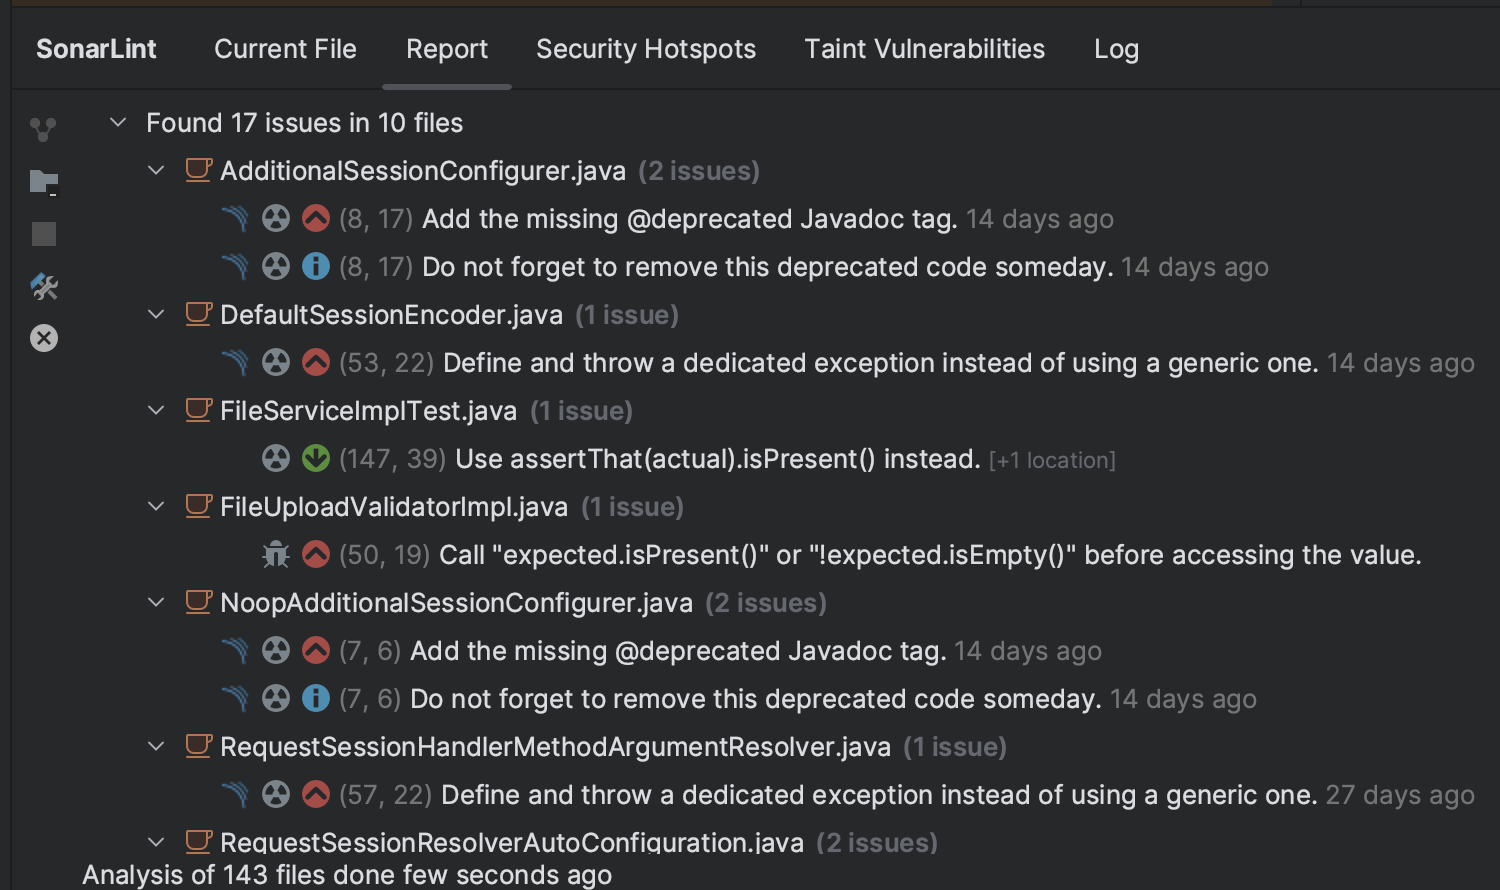 SonarLint Current File Report Security Hotspots Taint Vulnerabilities Log
Found 17 issues in 10 files
AdditionalSessionConfigurer.java (2 issues)
(8, 17) Add the missing @deprecated Javadoc tag. 14 days ago
(8, 17) Do not forget to remove this deprecated code someday. 14 days ago
DefaultSessionEncoder.java (1 issue)
(53, 22) Define and throw a dedicated exception instead of using a generic one. 14 days ago
FileServiceImplTest.java (1 issue)
(147, 39) Use assertThat(actual).isPresent() instead. [+1 location]
FileUploadValidatorImpl.java (1 issue)
(50, 19) Call "expected.isPresent()" or "!expected.isEmpty()" before accessing the value.
NoopAdditionalSessionConfigurer.java (2 issues)
(7, 6) Add the missing @deprecated Javadoc tag. 14 days ago
(7, 6) Do not forget to remove this deprecated code someday. 14 days ago
RequestSessionHandlerMethodArgumentResolver.java (1 issue)
(57, 22) Define and throw a dedicated exception instead of using a generic one. 27 days ago
RequestSessionResolverAutoConfiguration.java (2 issues)
Analysis of 143 files done few seconds ago